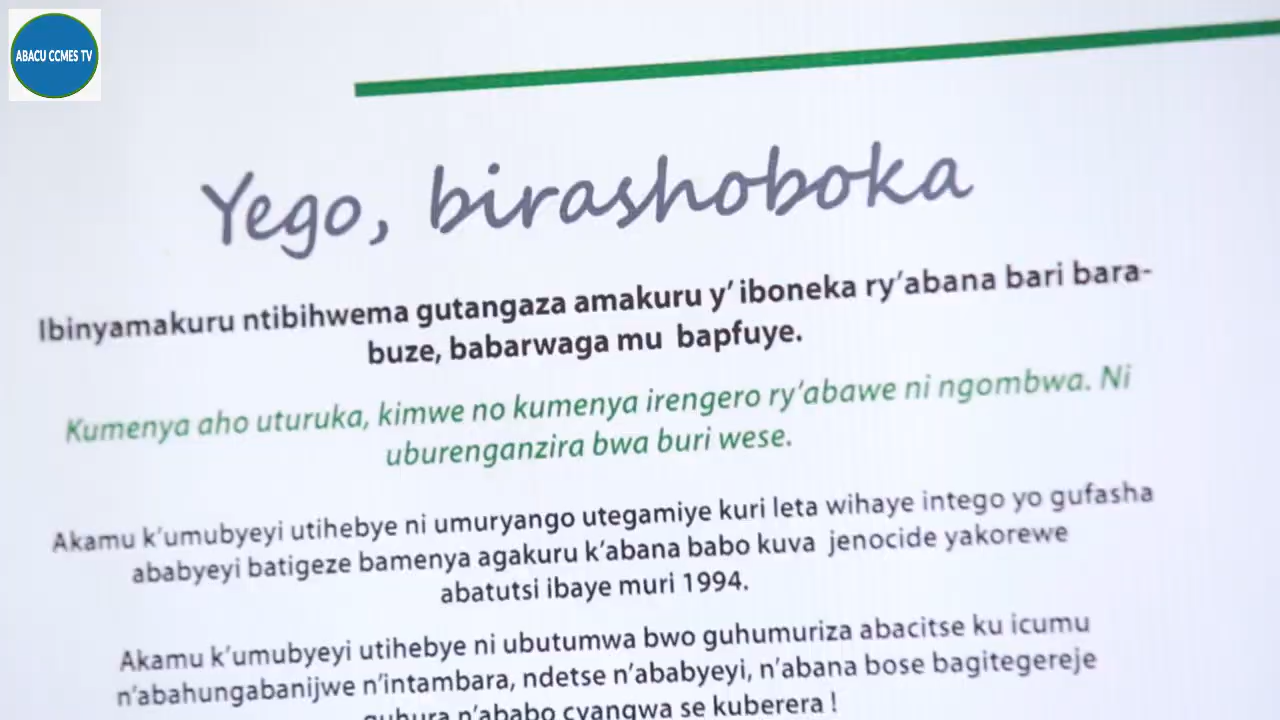 ABACU CCMES TV
Yego, birashoboka
Ibinyamakuru ntibihwema gutangaza amakuru y’ iboneka ry’abana bari bara-
buze, babarwaga mu bapfuye.
Kumenya aho uturuka, kimwe no kumenya irengero ry’abawe ni ngombwa. Ni
uburenganzira bwa buri wese.
Akamu k’umubyeyi utihebye ni umuryango utegamiye kuri leta wihaye intego yo gufasha
ababyeyi batigeze bamenya agakuru k’abana babo kuva jenocide yakorewe
abatutsi ibaye muri 1994.
Akamu k’umubyeyi utihebye ni ubutumwa bwo guhumuriza abacitse ku icumu
n’abahungabanijwe n’intambara, ndetse n’ababyeyi, n’abana bose bagitegereje
guhura n’ababo cyangwa se kuberera !